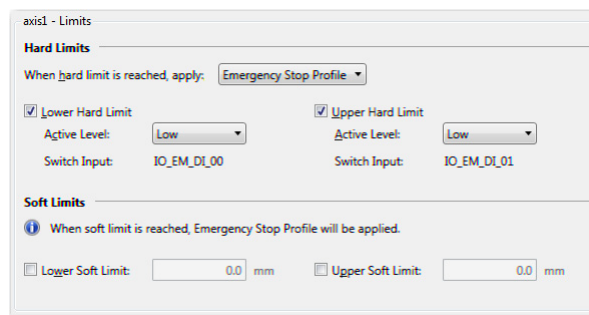 axis1 - Limits
Hard Limits
When hard limit is reached, apply: Emergency Stop Profile
Lower Hard Limit Upper Hard Limit
Active Level: Low Active Level: Low
Switch Input: IO_EM_DI_00 Switch Input: IO_EM_DI_01
Soft Limits
When soft limit is reached, Emergency Stop Profile will be applied.
Lower Soft Limit: 0.0 mm Upper Soft Limit: 0.0 mm